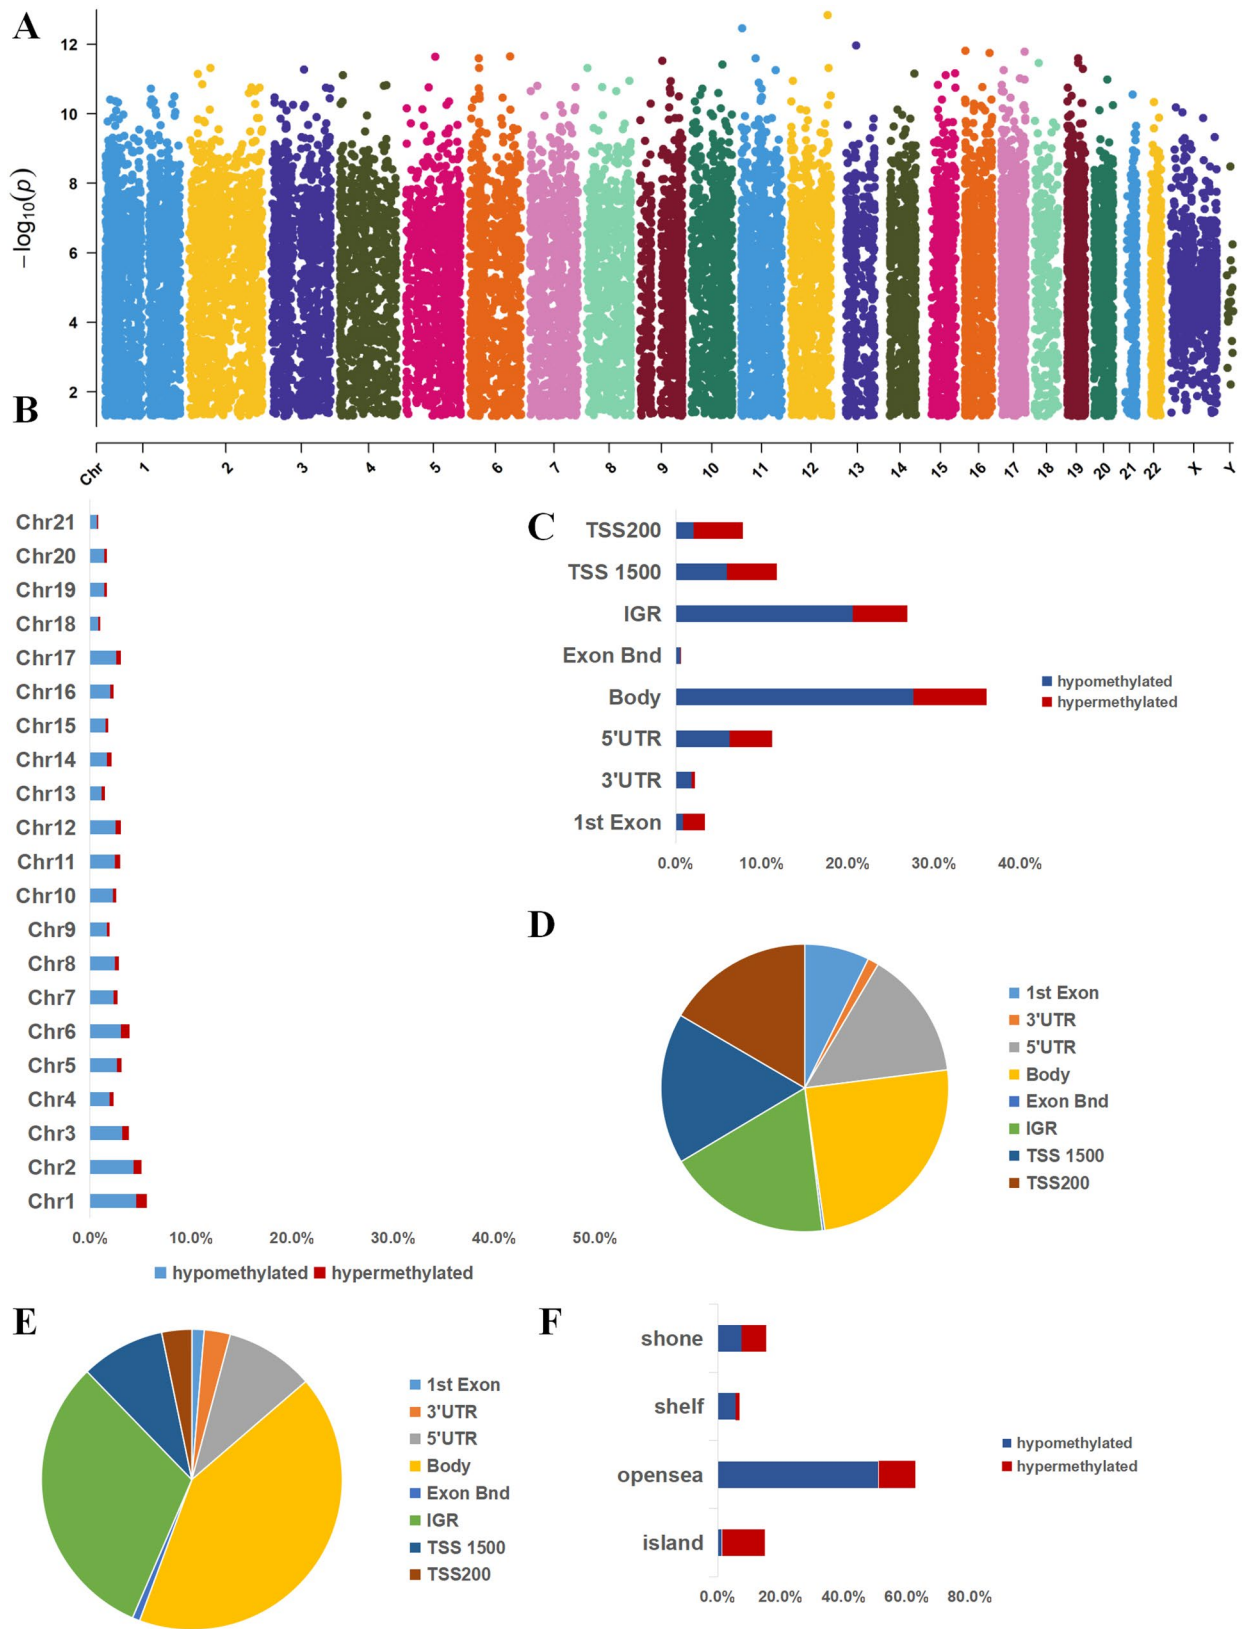 A
12
10
8
6
4
2
−log10(p)
Chr 1 2 3 4 5 6 7 8 9 10 11 12 13 14 15 16 17 18 19 20 21 22 X Y
B
Chr21
Chr20
Chr19
Chr18
Chr17
Chr16
Chr15
Chr14
Chr13
Chr12
Chr11
Chr10
Chr9
Chr8
Chr7
Chr6
Chr5
Chr4
Chr3
Chr2
Chr1
0.0% 10.0% 20.0% 30.0% 40.0% 50.0%
hypomethylated hypermethylated
C
TSS200
TSS 1500
IGR
Exon Bnd
Body
5'UTR
3'UTR
1st Exon
0.0% 10.0% 20.0% 30.0% 40.0%
hypomethylated
hypermethylated
D
1st Exon
3'UTR
5'UTR
Body
Exon Bnd
IGR
TSS 1500
TSS200
E
1st Exon
3'UTR
5'UTR
Body
Exon Bnd
IGR
TSS 1500
TSS200
F
shone
shelf
opensea
island
0.0% 20.0% 40.0% 60.0% 80.0%
hypomethylated
hypermethylated